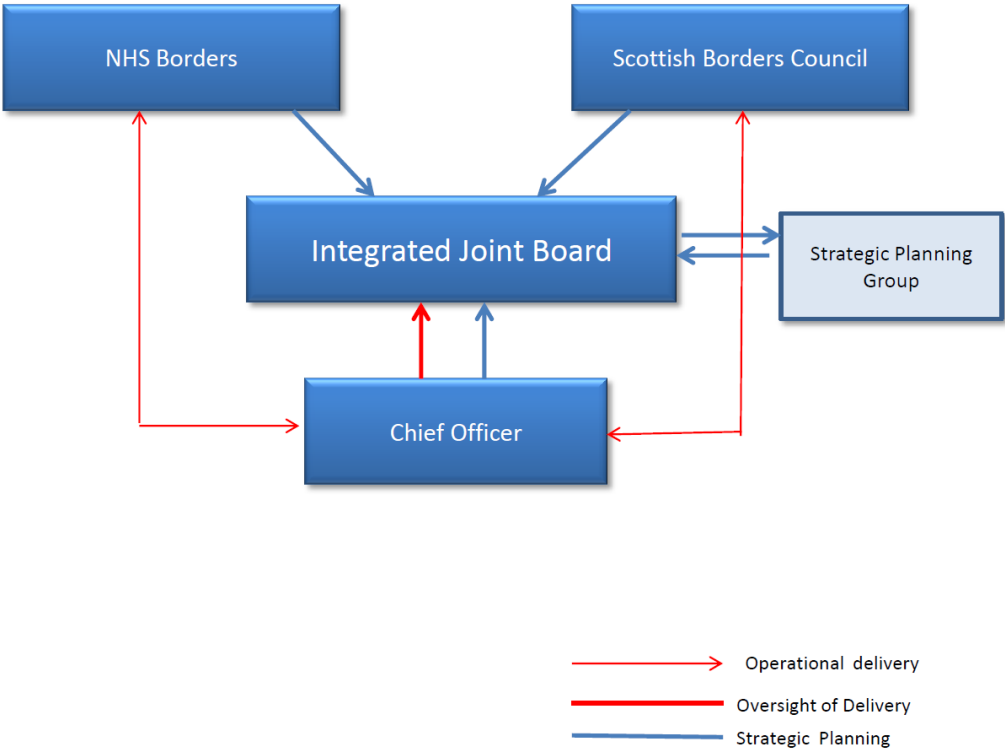 NHS Borders
Scottish Borders Council
Integrated Joint Board
Strategic Planning
Group
Chief Officer
Operational delivery
Oversight of Delivery
Strategic Planning